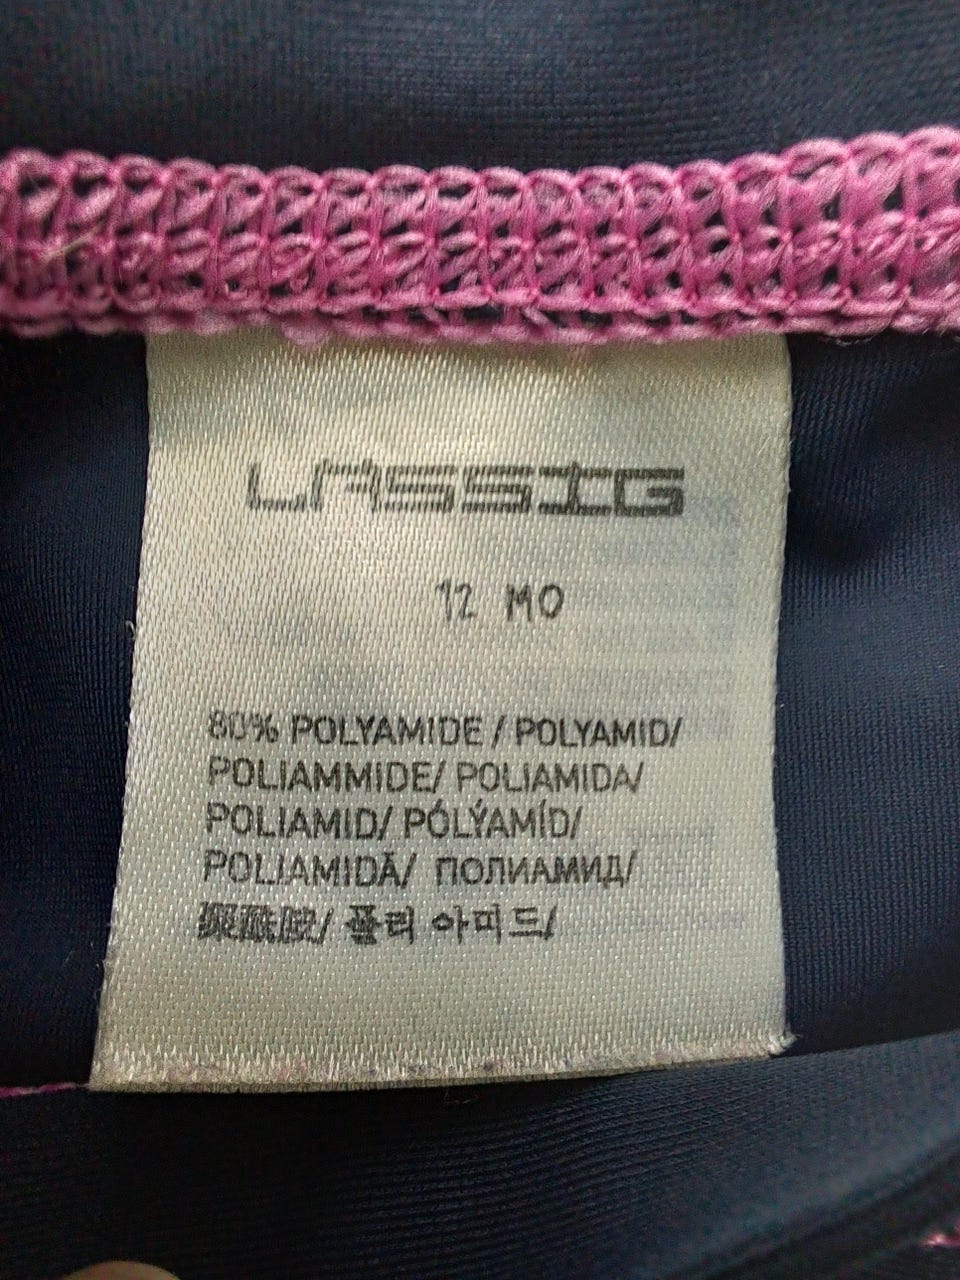 LASSIG
12 MO
80% POLYAMIDE / POLYAMID/
POLIAMMIDE/ POLIAMIDA/
POLIAMID/ PÓLÝAMÍD/
POLIAMIDĂ/ ПОЛИАМИД/
聚酰胺/ 폴리 아피드/